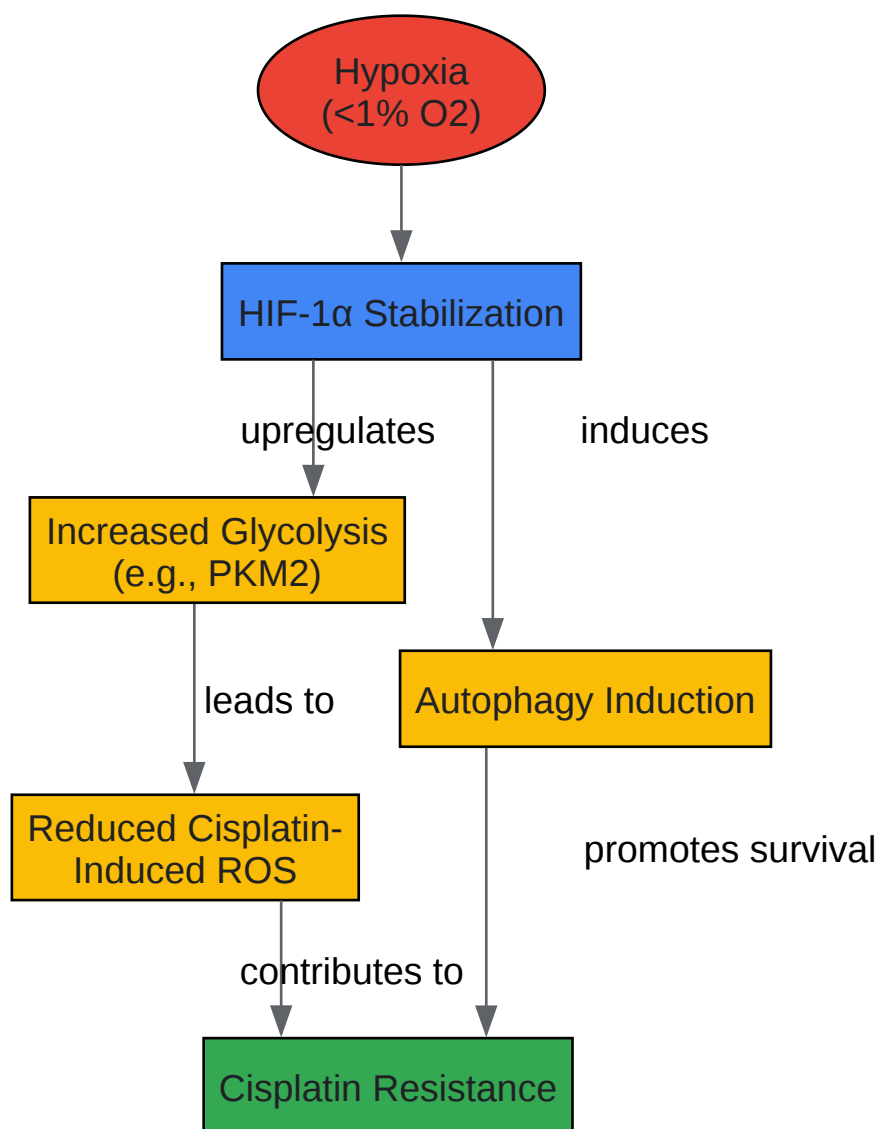 Hypoxia
(<1% O2)
HIF-1α Stabilization
upregulates
induces
Increased Glycolysis
(e.g., PKM2)
leads to
Autophagy Induction
Reduced Cisplatin-
Induced ROS
promotes survival
contributes to
Cisplatin Resistance